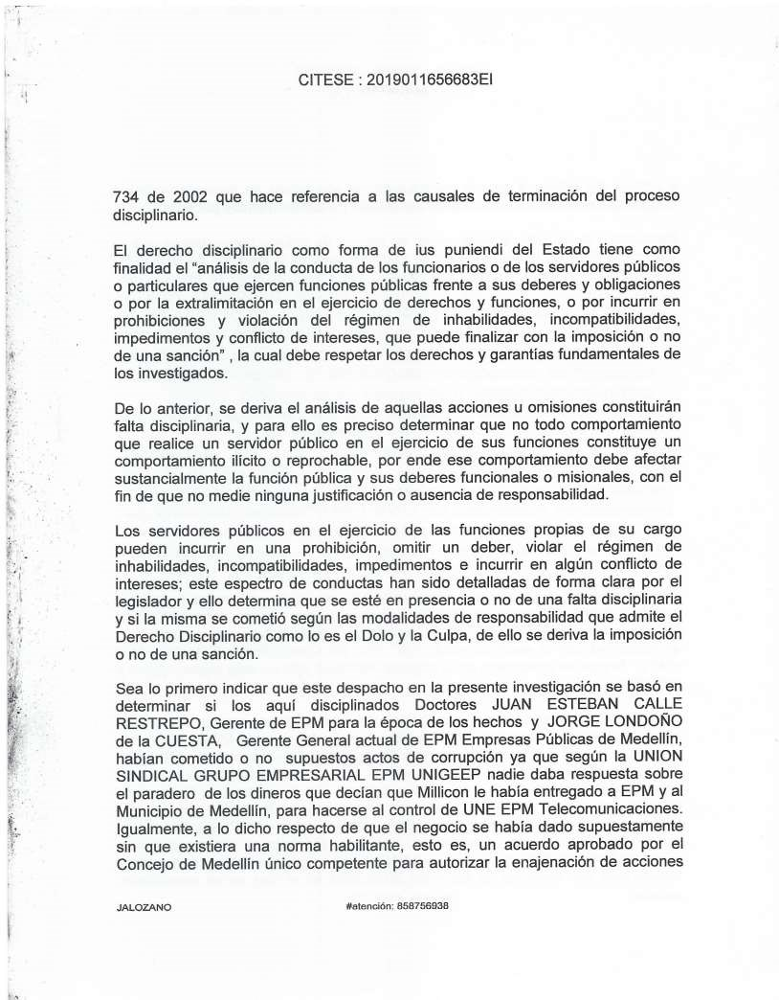 CITESE : 2019011656683EI
734 de 2002 que hace referencia a las causales de terminación del proceso
disciplinario.
El derecho disciplinario como forma de ius puniendi del Estado tiene como
finalidad el “análisis de la conducta de los funcionarios o de los servidores públicos
o particulares que ejercen funciones públicas frente a sus deberes y obligaciones
o por la extralimitación en el ejercicio de derechos y funciones, o por incurrir en
prohibiciones y violación del régimen de inhabilidades, incompatibilidades,
impedimentos y conflicto de intereses, que puede finalizar con la imposición o no
de una sanción” , la cual debe respetar los derechos y garantías fundamentales de
los investigados.
De lo anterior, se deriva el análisis de aquellas acciones u omisiones constituirán
falta disciplinaria, y para ello es preciso determinar que no todo comportamiento
que realice un servidor público en el ejercicio de sus funciones constituye un
comportamiento ilícito o reprochable, por ende ese comportamiento debe afectar
sustancialmente la función pública y sus deberes funcionales o misionales, con el
fin de que no medie ninguna justificación o ausencia de responsabilidad.
Los servidores públicos en el ejercicio de las funciones propias de su cargo
pueden incurrir en una prohibición, omitir un deber, violar el régimen de
inhabilidades, incompatibilidades, impedimentos e incurrir en algún conflicto de
intereses; este espectro de conductas han sido detalladas de forma clara por el
legislador y ello determina que se esté en presencia o no de una falta disciplinaria
y si la misma se cometió según las modalidades de responsabilidad que admite el
Derecho Disciplinario como lo es el Dolo y la Culpa, de ello se deriva la imposición
o no de una sanción.
Sea lo primero indicar que este despacho en la presente investigación se basó en
determinar si los aquí disciplinados Doctores JUAN ESTEBAN CALLE
RESTREPO, Gerente de EPM para la época de los hechos y JORGE LONDOÑO
de la CUESTA, Gerente General actual de EPM Empresas Públicas de Medellín,
habían cometido o no supuestos actos de corrupción ya que según la UNION
SINDICAL GRUPO EMPRESARIAL EPM UNIGEEP nadie daba respuesta sobre
el paradero de los dineros que decían que Millicon le había entregado a EPM y al
Municipio de Medellín, para hacerse al control de UNE EPM Telecomunicaciones.
Igualmente, a lo dicho respecto de que el negocio se había dado supuestamente
sin que existiera una norma habilitante, esto es, un acuerdo aprobado por el
Concejo de Medellín único competente para autorizar la enajenación de acciones
JALOZANO #atención: 858756938